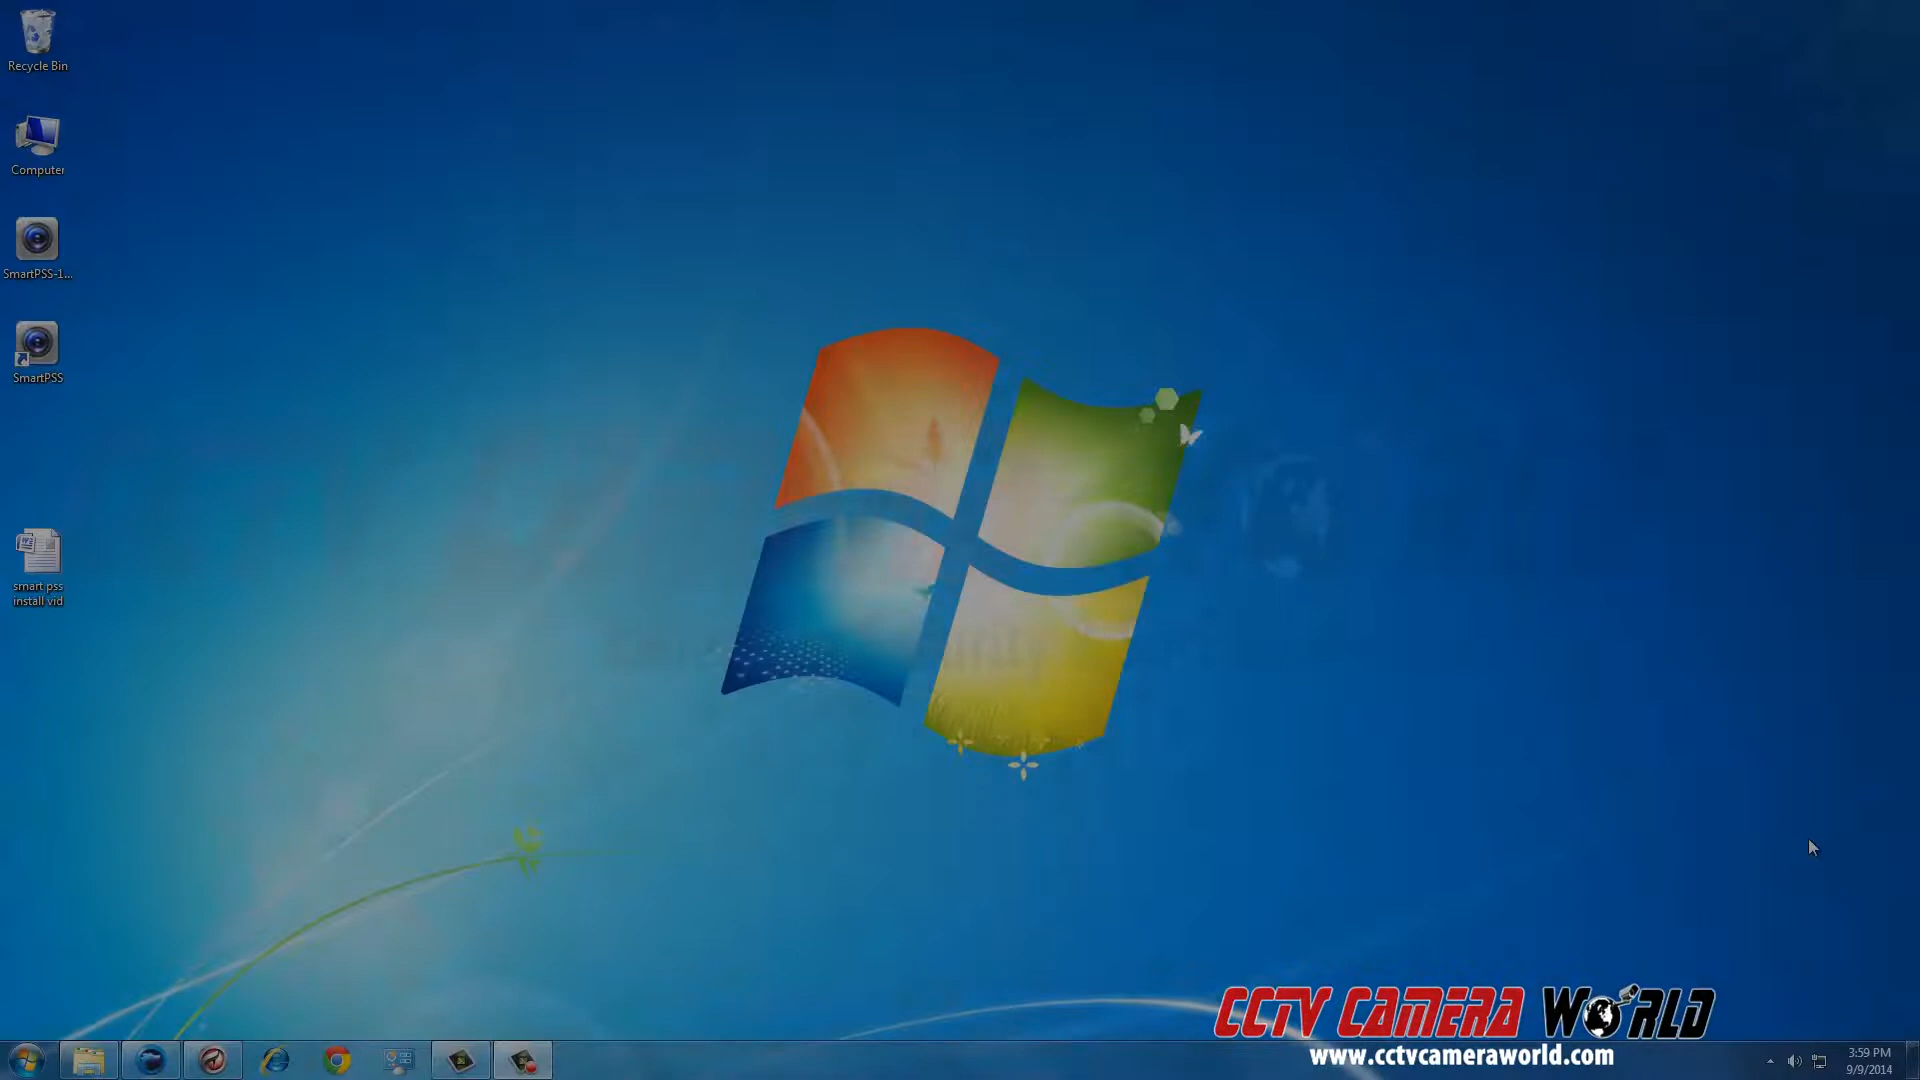 Recycle Bin
Computer
SmartPSS-1...
SmartPSS
smart pss
install vid
CCTV CAMERA WORLD
www.cctvcameraworld.com
3:59 PM
9/9/2014